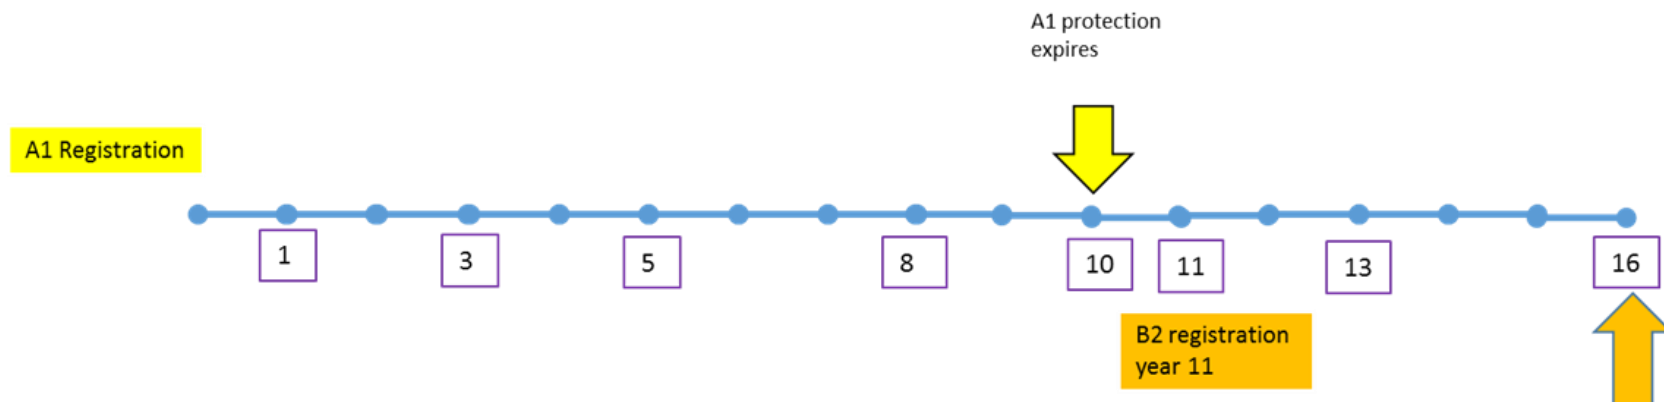 A1 protection
expires
A1 Registration
1
3
5
8
10
11
13
16
B2 registration
year 11